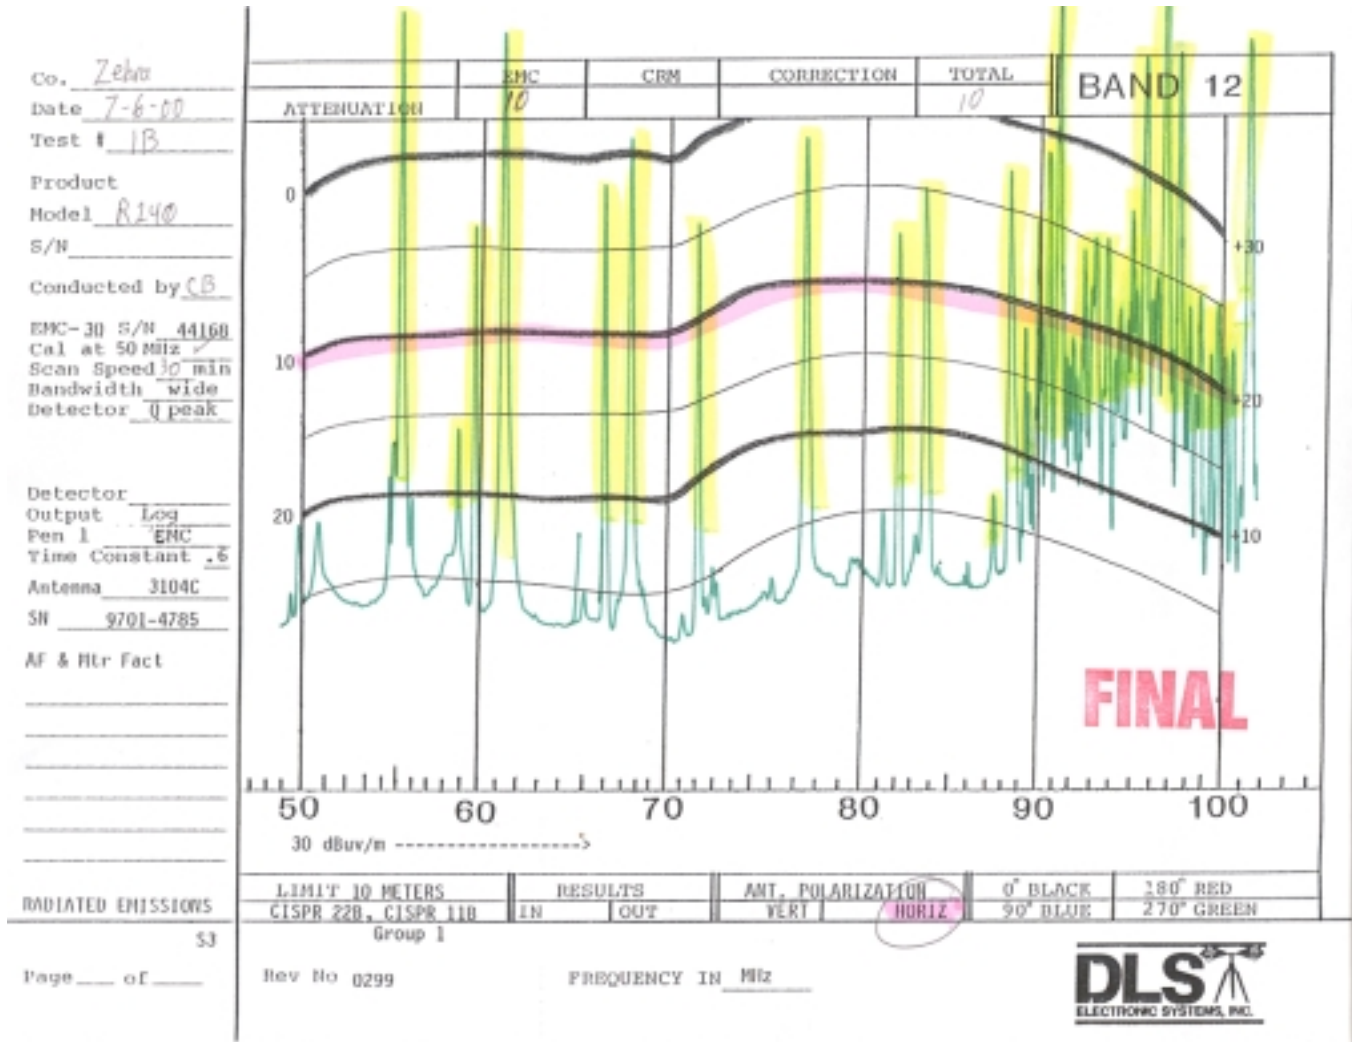 Co. Zebra
Date 7-6-00
Test # 1B
Product
Model R140
S/N
Conducted by CB
EMC-30 S/N 44168
Cal at 50 MHz ✓
Scan Speed 30 min
Bandwidth wide
Detector Q peak
Detector
Output Log
Pen 1 EMC
Time Constant .6
Antenna 3104C
SN 9701-4785
AF & Mtr Fact
RADIATED EMISSIONS
S3
Page of
ATTENUATION
EMC
10
CRM
CORRECTION
TOTAL
10
BAND 12
0
10
20
+30
+20
+10
FINAL
50 60 70 80 90 100
30 dBuv/m -------------------->
LIMIT 10 METERS
CISPR 22B, CISPR 11B
Group 1
RESULTS
IN OUT
ANT. POLARIZATION
VERT HORIZ
0° BLACK 180° RED
90° BLUE 270° GREEN
Rev No 0299
FREQUENCY IN MHz
DLS
ELECTRONIC SYSTEMS, INC.